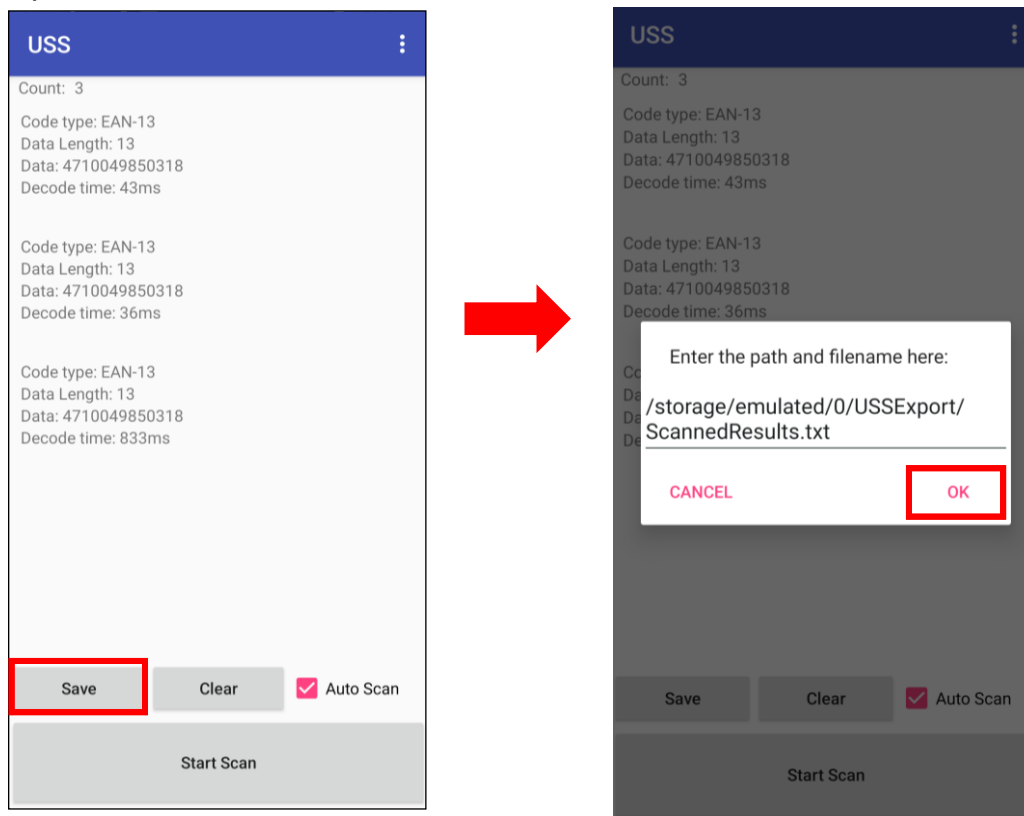 USS
Count: 3
Code type: EAN-13
Data Length: 13
Data: 4710049850318
Decode time: 43ms
Code type: EAN-13
Data Length: 13
Data: 4710049850318
Decode time: 36ms
Code type: EAN-13
Data Length: 13
Data: 4710049850318
Decode time: 833ms
Save
Clear
Auto Scan
Start Scan
USS
Count: 3
Code type: EAN-13
Data Length: 13
Data: 4710049850318
Decode time: 43ms
Code type: EAN-13
Data Length: 13
Data: 4710049850318
Decode time: 36ms
Enter the path and filename here:
/storage/emulated/0/USSExport/
ScannedResults.txt
CANCEL
OK
Save
Clear
Auto Scan
Start Scan